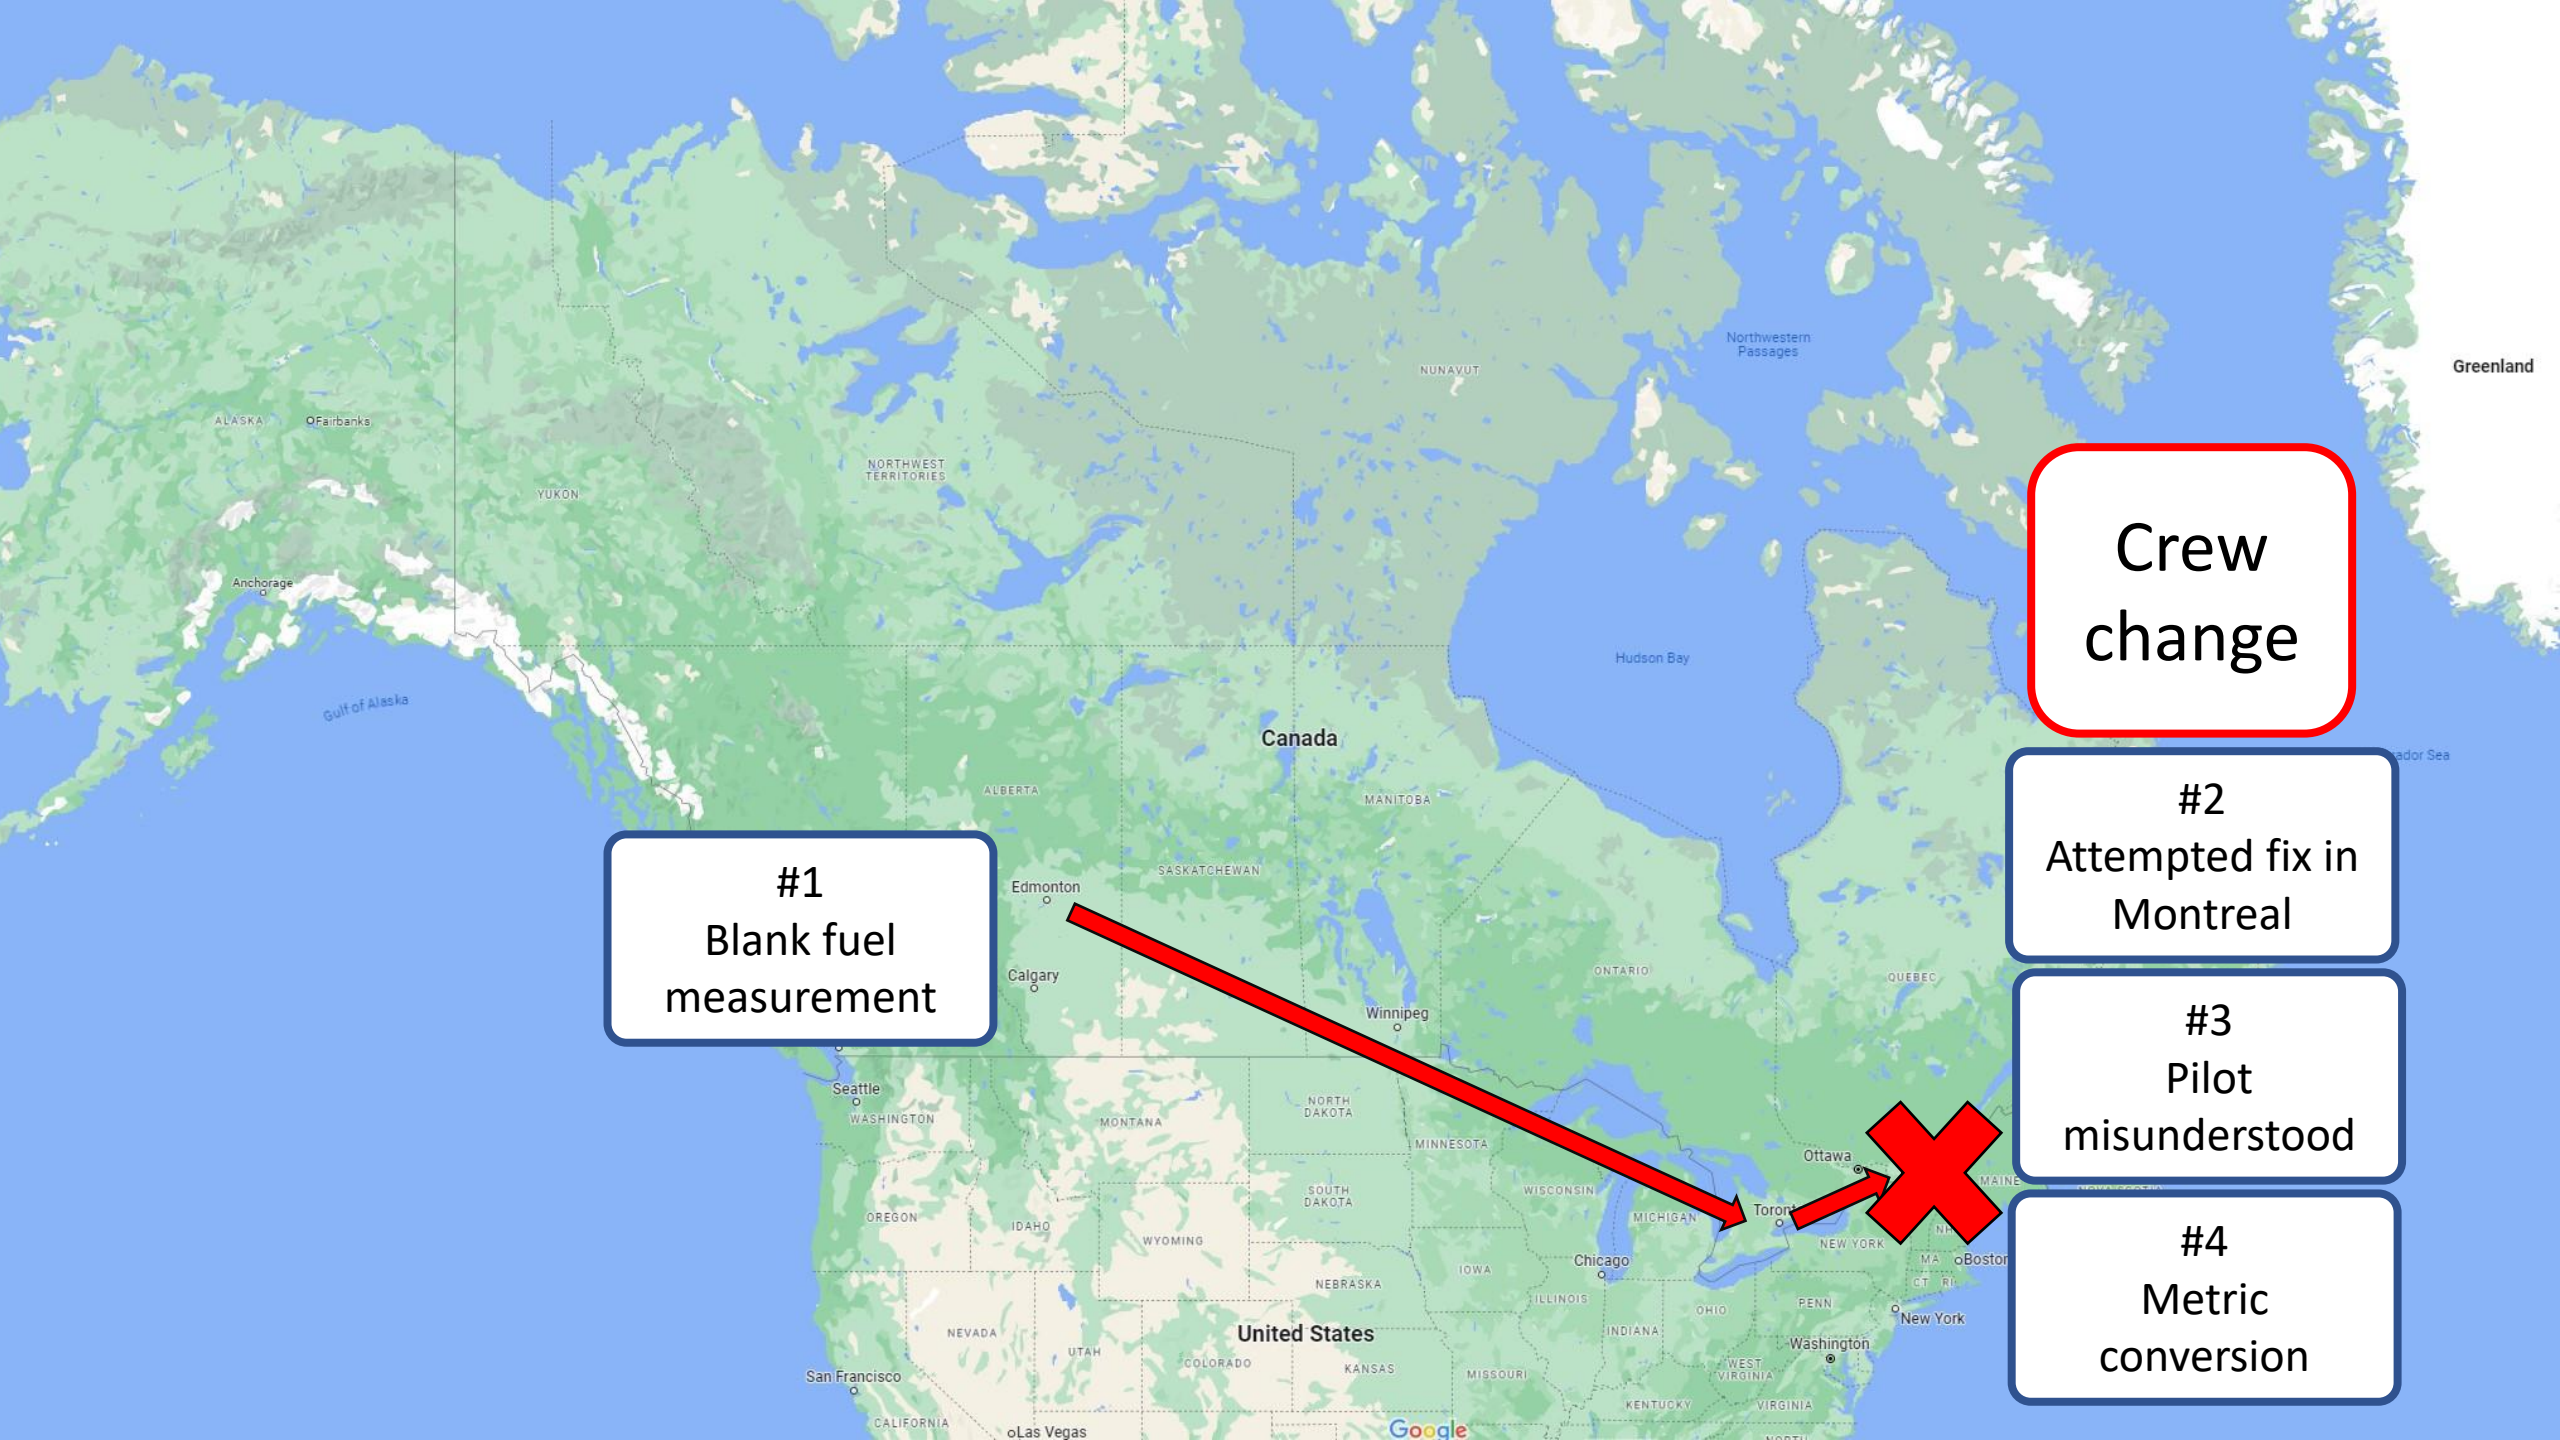 Northwestern
Passages
Greenland
NUNAVUT
ALASKA
Fairbanks
NORTHWEST
TERRITORIES
YUKON
Crew
change
Anchorage
Hudson Bay
Gulf of Alaska
Canada
ador Sea
ALBERTA
MANITOBA
#2
Attempted fix in
Montreal
#1
Blank fuel
measurement
SASKATCHEWAN
Edmonton
Calgary
ONTARIO
QUEBEC
Winnipeg
#3
Pilot
misunderstood
Seattle
WASHINGTON
MONTANA
NORTH
DAKOTA
MINNESOTA
Ottawa
MAINE
SOUTH
DAKOTA
WISCONSIN
OREGON
IDAHO
MICHIGAN
Toron
WYOMING
NEW YORK
NH
#4
Metric
conversion
Chicago
IOWA
MA
Boston
NEBRASKA
CT RI
ILLINOIS
OHIO
PENN
New York
NEVADA
United States
INDIANA
Washington
UTAH
COLORADO
KANSAS
MISSOURI
WEST
VIRGINIA
San Francisco
KENTUCKY
VIRGINIA
CALIFORNIA
Las Vegas
Google